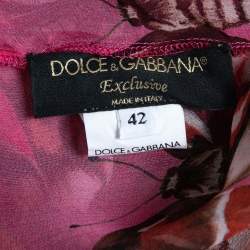 DOLCE & GABBANA®
Exclusive
MADE IN ITALY
42
DOLCE & GABBANA